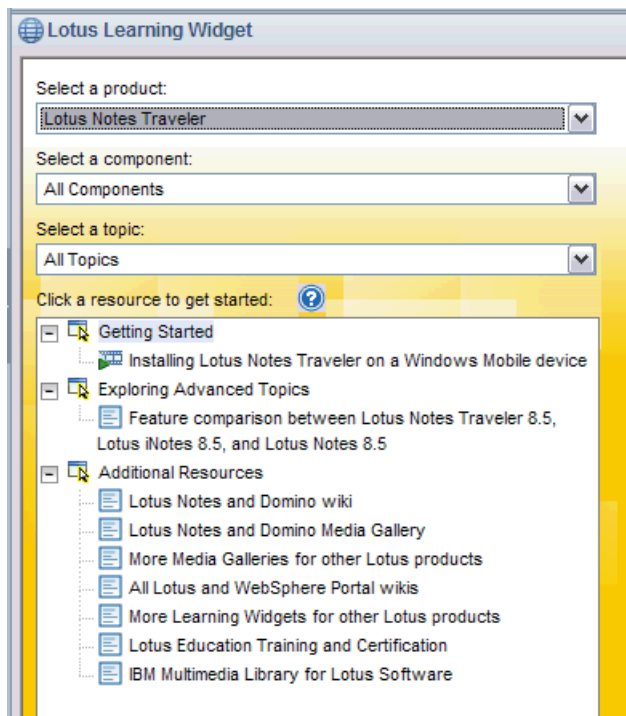 Lotus Learning Widget
Select a product:
Lotus Notes Traveler
Select a component:
All Components
Select a topic:
All Topics
Click a resource to get started:
Getting Started
Installing Lotus Notes Traveler on a Windows Mobile device
Exploring Advanced Topics
Feature comparison between Lotus Notes Traveler 8.5,
Lotus iNotes 8.5, and Lotus Notes 8.5
Additional Resources
Lotus Notes and Domino wiki
Lotus Notes and Domino Media Gallery
More Media Galleries for other Lotus products
All Lotus and WebSphere Portal wikis
More Learning Widgets for other Lotus products
Lotus Education Training and Certification
IBM Multimedia Library for Lotus Software